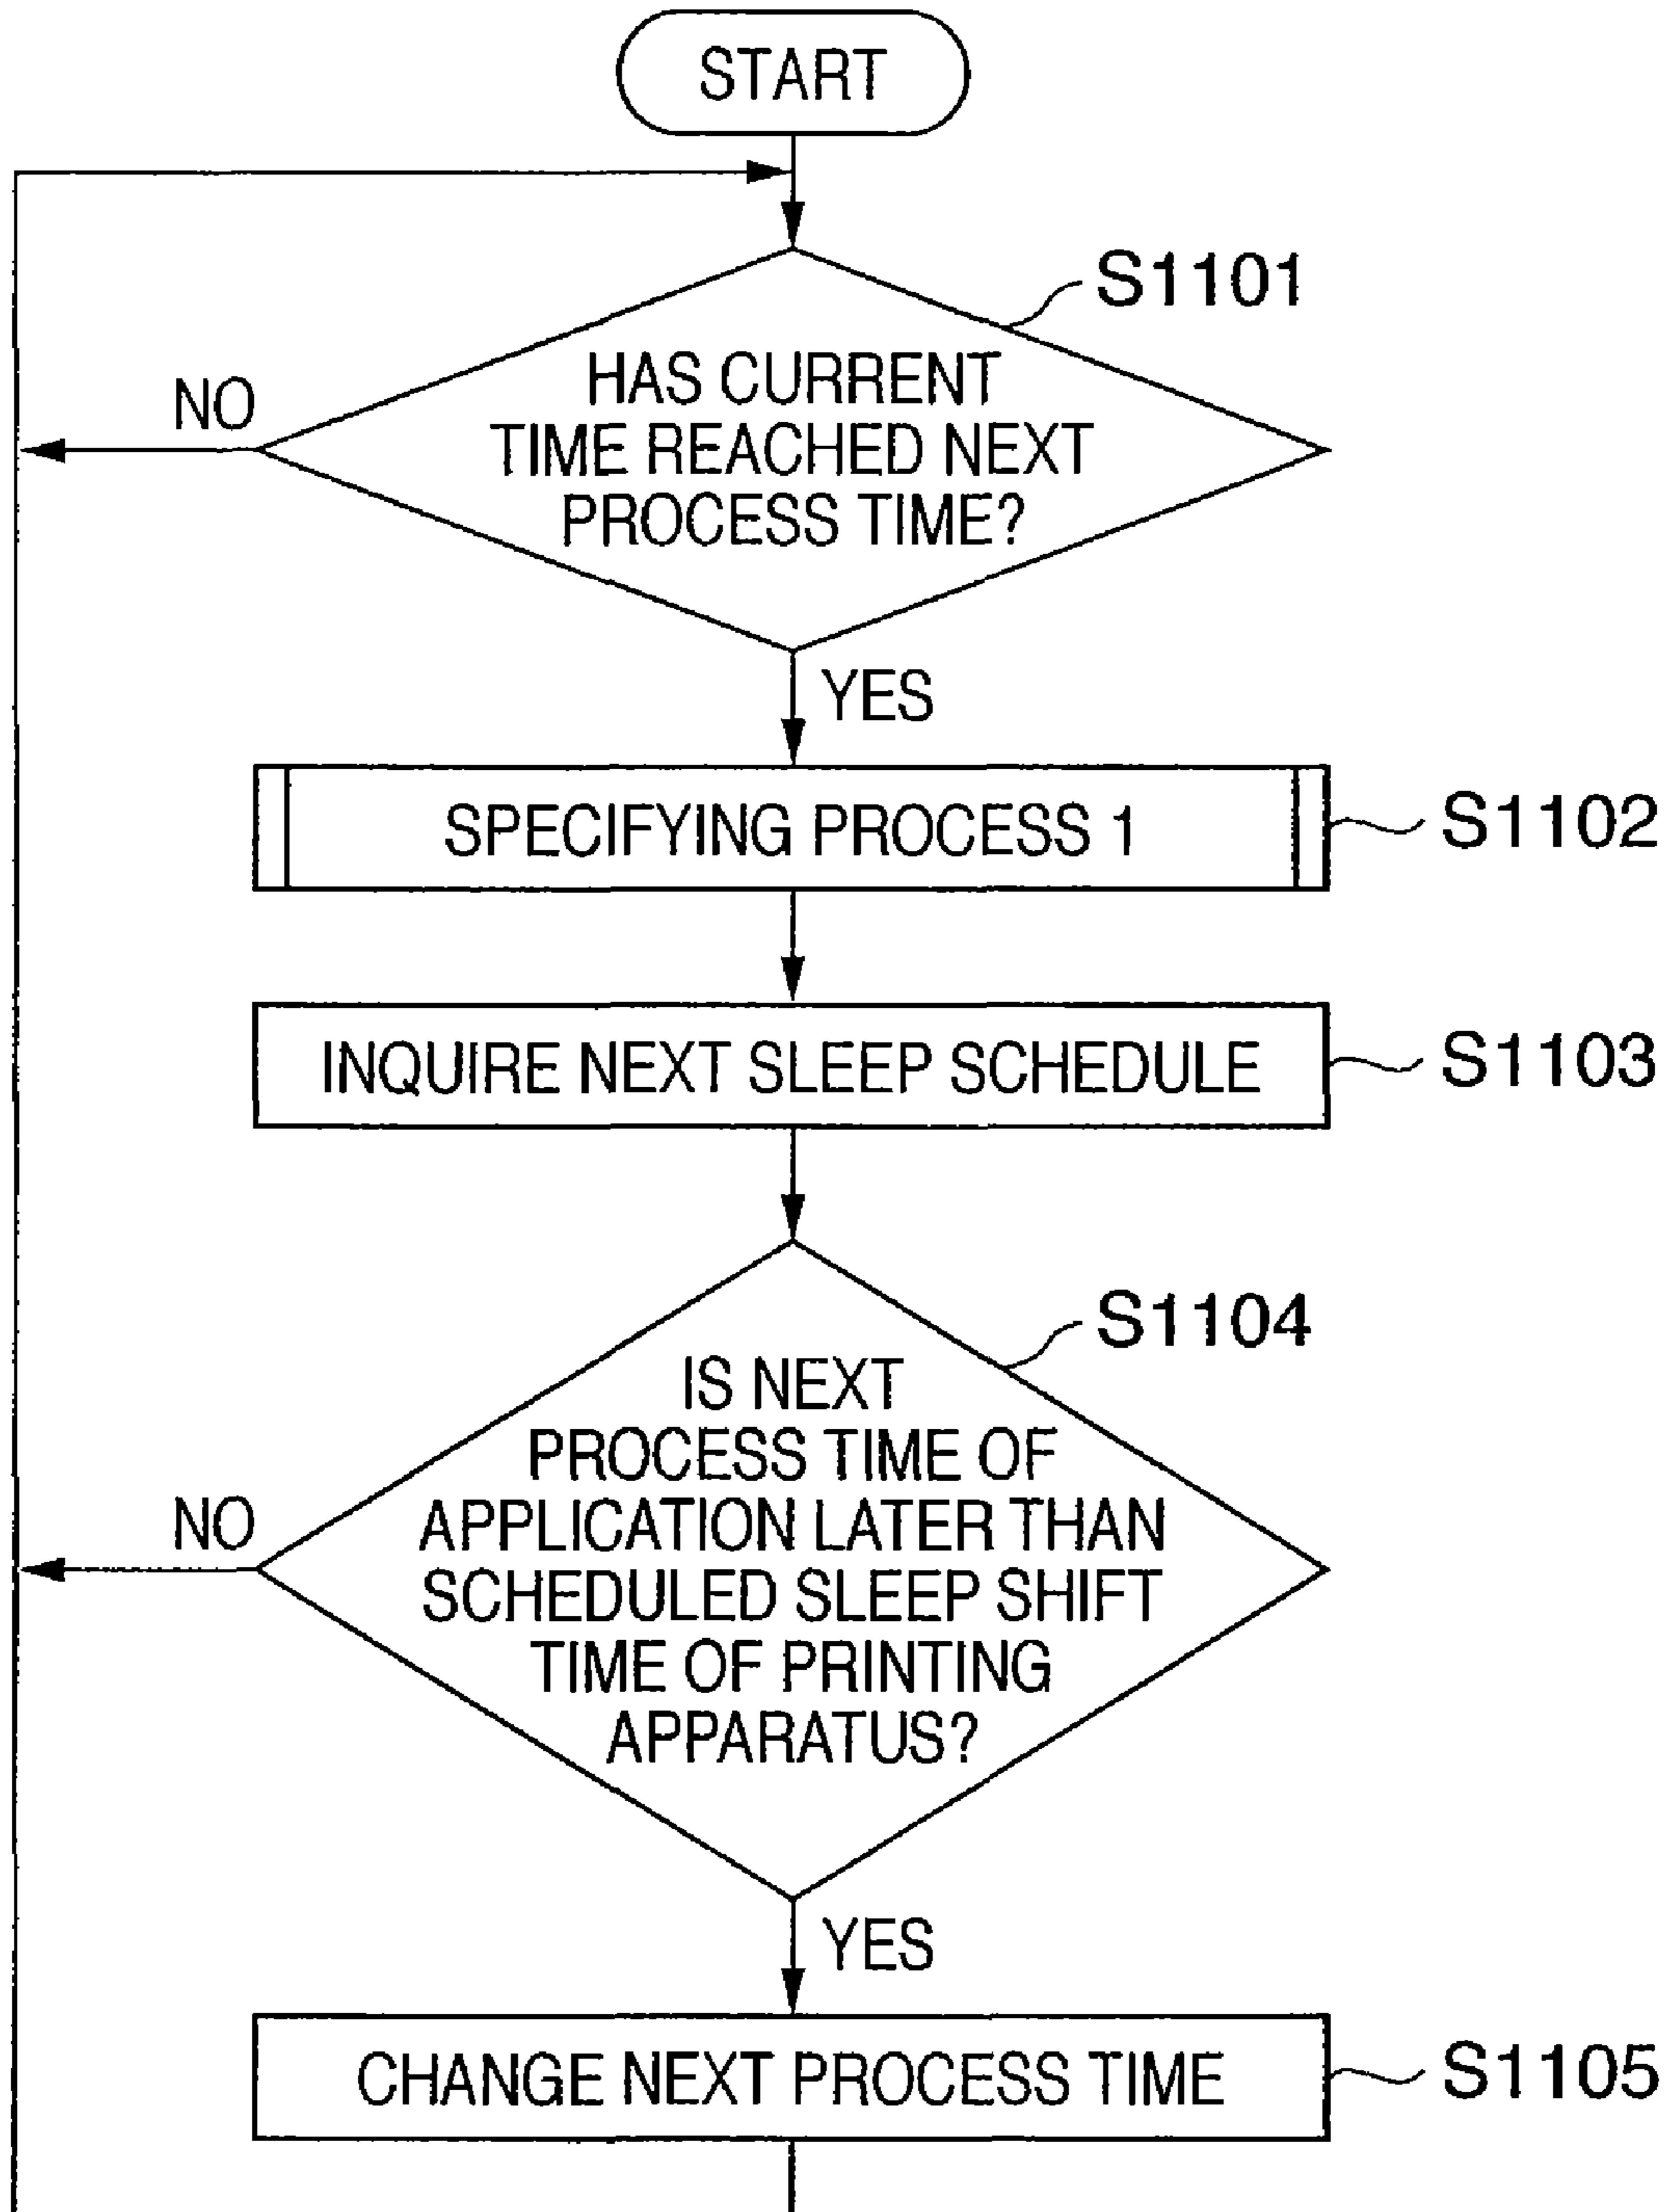 START
S1101
HAS CURRENT
TIME REACHED NEXT
PROCESS TIME?
NO
YES
SPECIFYING PROCESS 1
S1102
INQUIRE NEXT SLEEP SCHEDULE
S1103
S1104
IS NEXT
PROCESS TIME OF
APPLICATION LATER THAN
SCHEDULED SLEEP SHIFT
TIME OF PRINTING
APPARATUS?
NO
YES
CHANGE NEXT PROCESS TIME
S1105